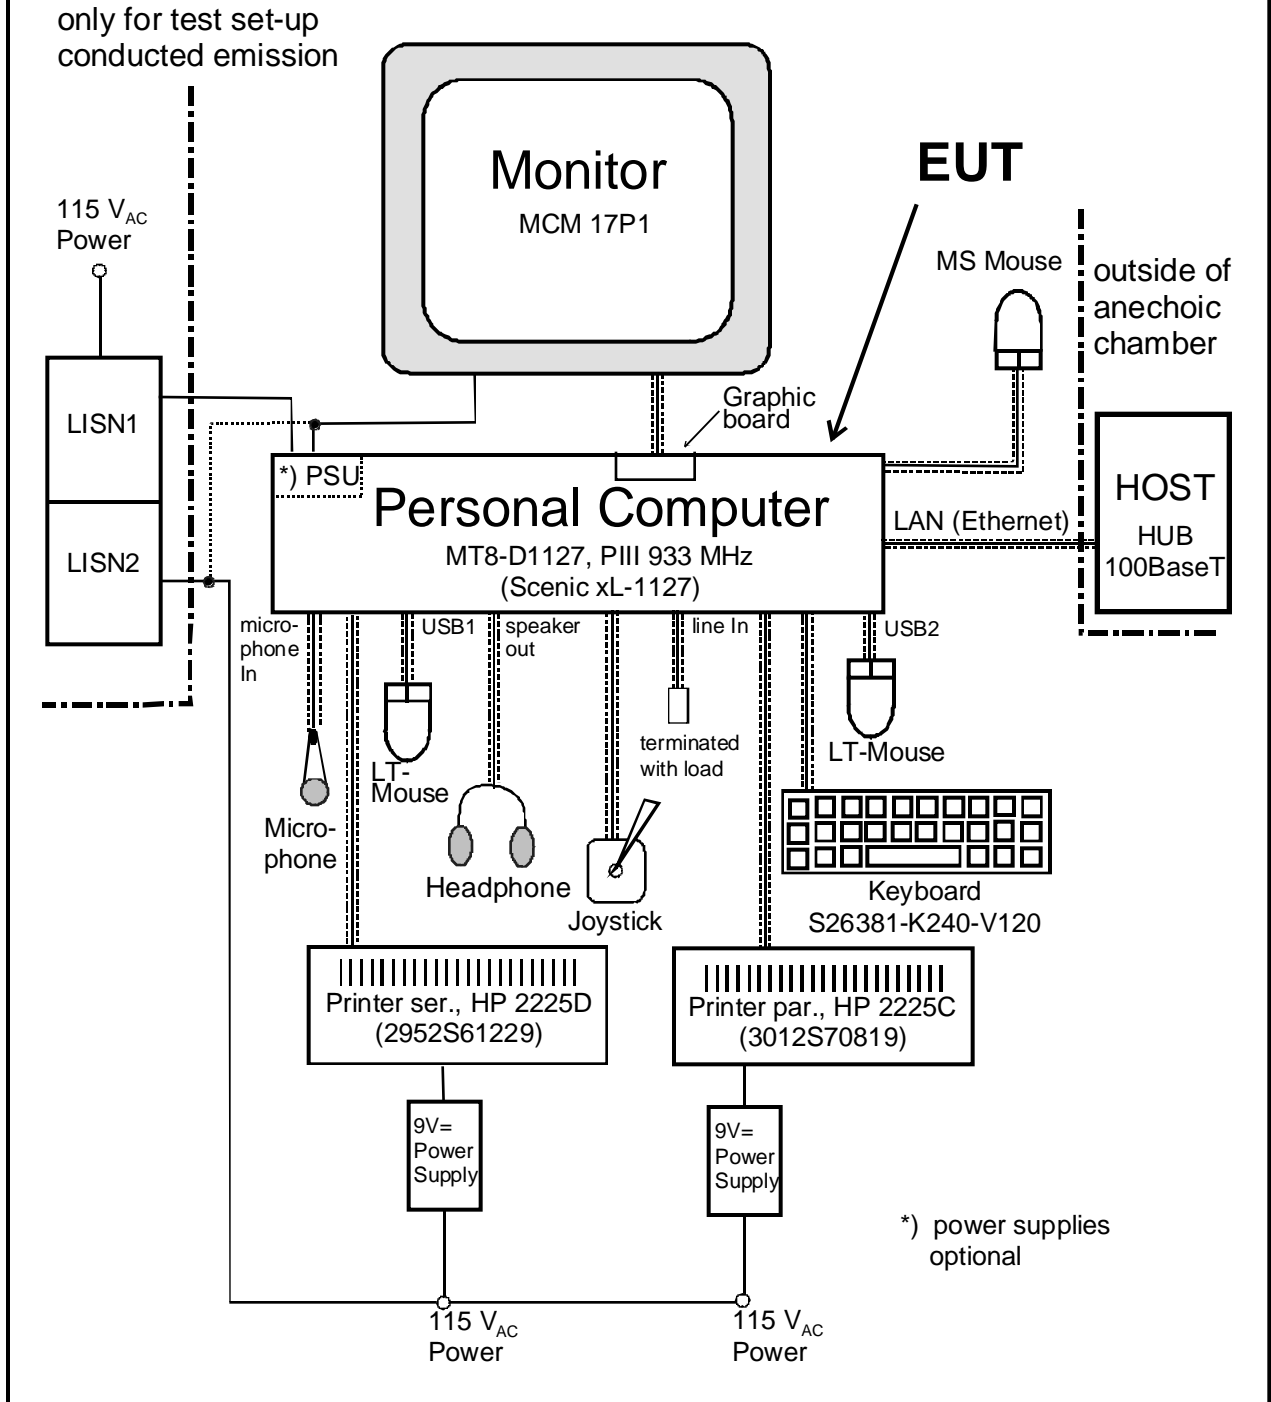 only for test set-up
conducted emission
Monitor
MCM 17P1
EUT
115 VAC
Power
MS Mouse
outside of
anechoic
chamber
Graphic
board
LISN1
LISN2
*) PSU
Personal Computer
MT8-D1127, PIII 933 MHz
(Scenic xL-1127)
LAN (Ethernet)
HOST
HUB
100BaseT
micro-
phone
In
USB1
speaker
out
line In
USB2
terminated
with load
LT-
Mouse
LT-Mouse
Micro-
phone
Headphone
Joystick
Keyboard
S26381-K240-V120
Printer ser., HP 2225D
(2952S61229)
Printer par., HP 2225C
(3012S70819)
9V=
Power
Supply
9V=
Power
Supply
*) power supplies
optional
115 VAC
Power
115 VAC
Power